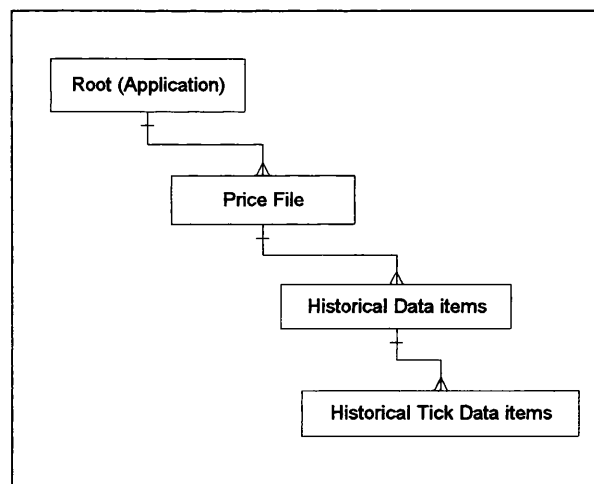 Root (Application)
Price File
Historical Data items
Historical Tick Data items